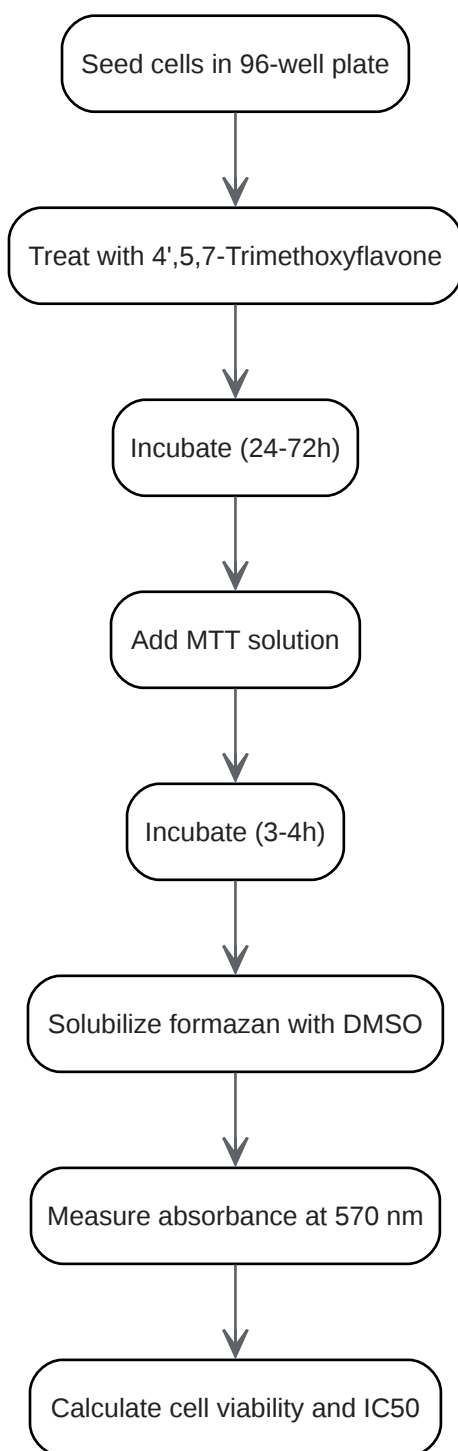 Seed cells in 96-well plate
Treat with 4',5,7-Trimethoxyflavone
Incubate (24-72h)
Add MTT solution
Incubate (3-4h)
Solubilize formazan with DMSO
Measure absorbance at 570 nm
Calculate cell viability and IC50